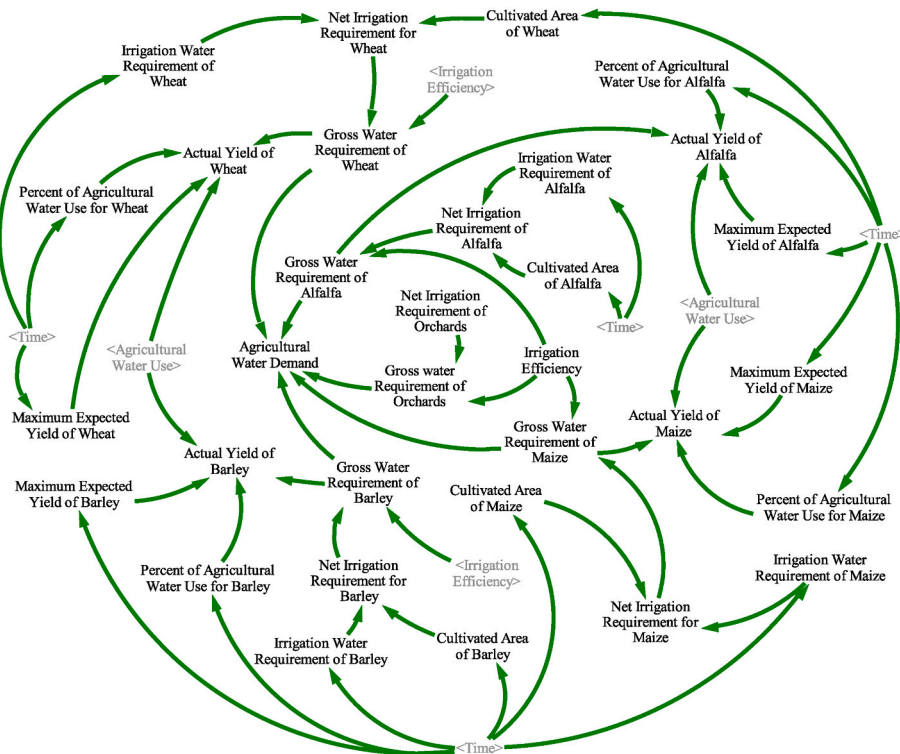 Net Irrigation
Requirement for
Wheat
Cultivated Area
of Wheat
Irrigation Water
Requirement of
Wheat
<Irrigation
Efficiency>
Percent of Agricultural
Water Use for Alfalfa
Gross Water
Requirement of
Wheat
Actual Yield of
Wheat
Actual Yield of
Alfalfa
Irrigation Water
Requirement of
Alfalfa
Percent of Agricultural
Water Use for Wheat
Net Irrigation
Requirement of
Alfalfa
Maximum Expected
Yield of Alfalfa
<Time>
Gross Water
Requirement of
Alfalfa
Cultivated Area
of Alfalfa
Net Irrigation
Requirement of
Orchards
<Agricultural
Water Use>
<Time>
<Time>
<Agricultural
Water Use>
Agricultural
Water Demand
Irrigation
Efficiency
Gross water
Requirement of
Orchards
Maximum Expected
Yield of Maize
Maximum Expected
Yield of Wheat
Gross Water
Requirement of
Maize
Actual Yield of
Maize
Actual Yield of
Barley
Gross Water
Requirement of
Barley
Maximum Expected
Yield of Barley
Cultivated Area
of Maize
Percent of Agricultural
Water Use for Maize
Percent of Agricultural
Water Use for Barley
Net Irrigation
Requirement for
Barley
<Irrigation
Efficiency>
Irrigation Water
Requirement of Maize
Net Irrigation
Requirement for
Maize
Irrigation Water
Requirement of Barley
Cultivated Area
of Barley
<Time>